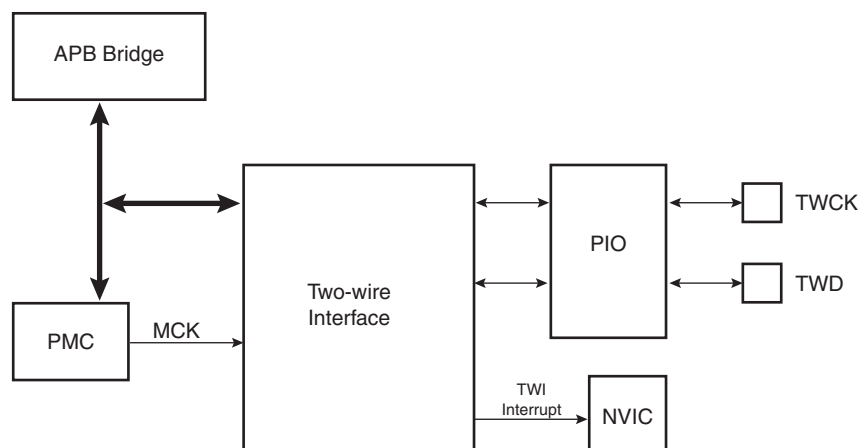 APB Bridge
TWCK
PIO
TWD
Two-wire
Interface
PMC
MCK
TWI
Interrupt
NVIC